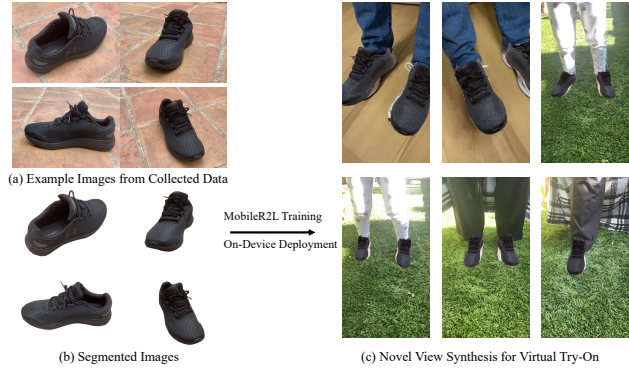 (a) Example Images from Collected Data
MobileR2L Training
On-Device Deployment
(b) Segmented Images
(c) Novel View Synthesis for Virtual Try-On